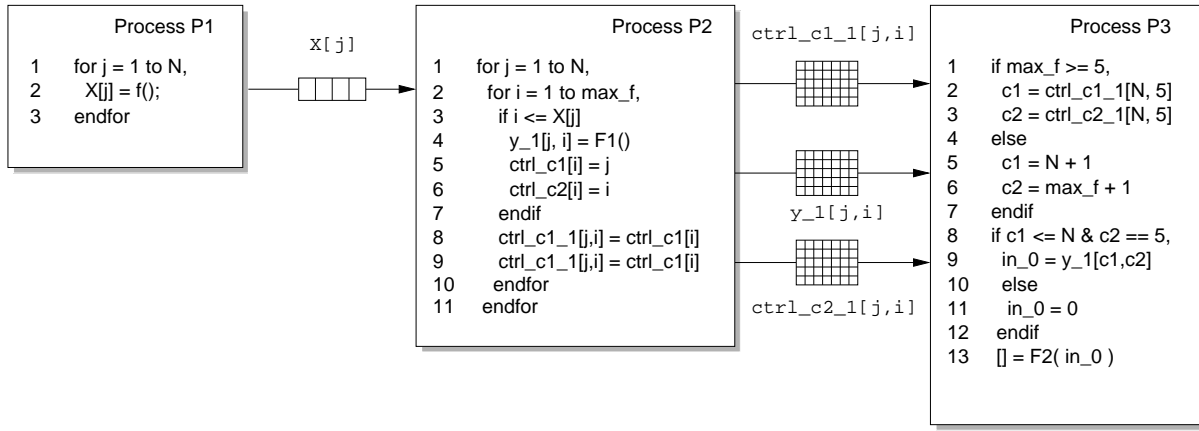 Process P1
1 for j = 1 to N,
2 X[j] = f();
3 endfor
X[j]
Process P2
1 for j = 1 to N,
2 for i = 1 to max_f,
3 if i <= X[j]
4 y_1[j, i] = F1()
5 ctrl_c1[i] = j
6 ctrl_c2[i] = i
7 endif
8 ctrl_c1_1[j,i] = ctrl_c1[i]
9 ctrl_c1_1[j,i] = ctrl_c1[i]
10 endfor
11 endfor
ctrl_c1_1[j,i]
y_1[j,i]
ctrl_c2_1[j,i]
Process P3
1 if max_f >= 5,
2 c1 = ctrl_c1_1[N, 5]
3 c2 = ctrl_c2_1[N, 5]
4 else
5 c1 = N + 1
6 c2 = max_f + 1
7 endif
8 if c1 <= N & c2 == 5,
9 in_0 = y_1[c1,c2]
10 else
11 in_0 = 0
12 endif
13 [] = F2( in_0 )